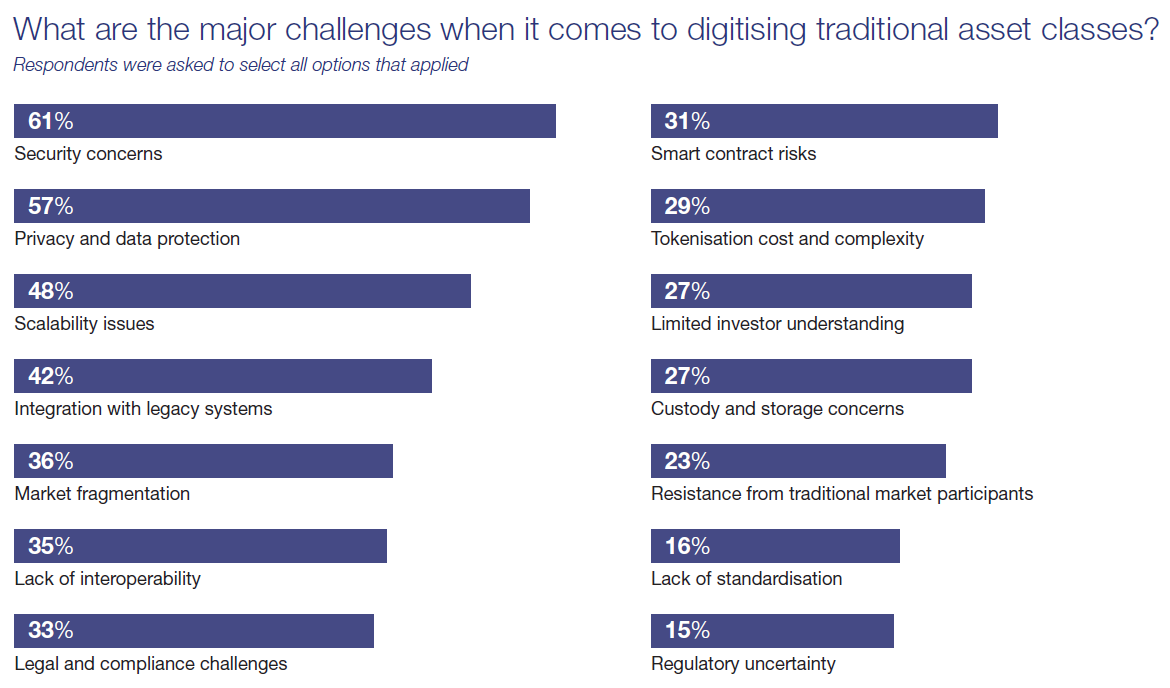 What are the major challenges when it comes to digitising traditional asset classes?
Respondents were asked to select all options that applied
61%
Security concerns
57%
Privacy and data protection
48%
Scalability issues
42%
Integration with legacy systems
36%
Market fragmentation
35%
Lack of interoperability
33%
Legal and compliance challenges
31%
Smart contract risks
29%
Tokenisation cost and complexity
27%
Limited investor understanding
27%
Custody and storage concerns
23%
Resistance from traditional market participants
16%
Lack of standardisation
15%
Regulatory uncertainty